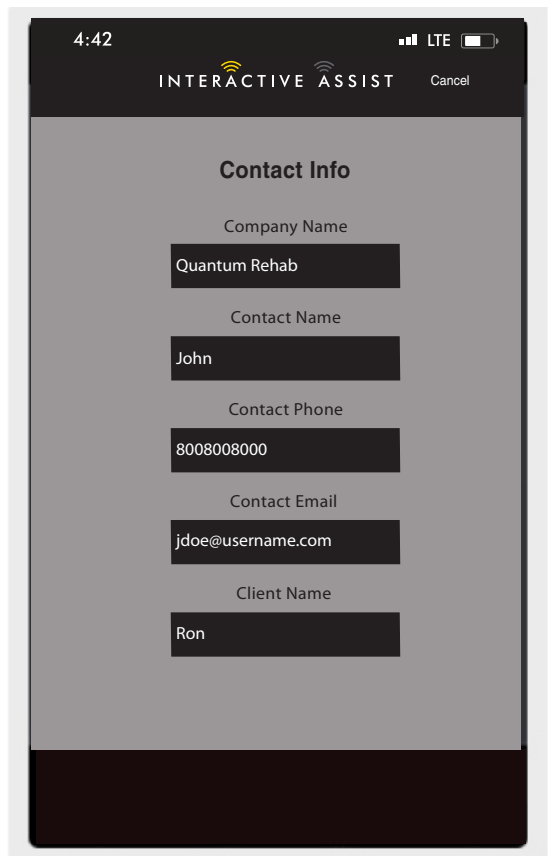 4:42 LTE
INTERACTIVE ASSIST Cancel
Contact Info
Company Name
Quantum Rehab
Contact Name
John
Contact Phone
8008008000
Contact Email
jdoe@username.com
Client Name
Ron